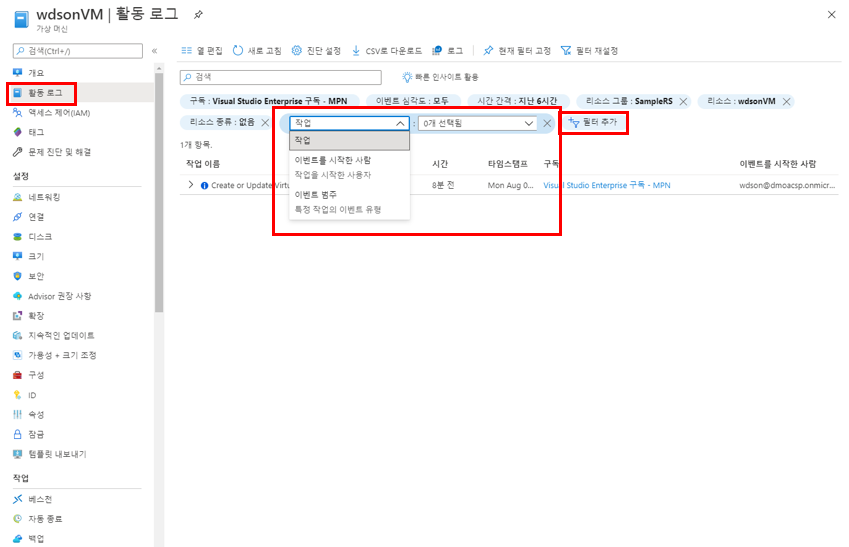 wdsonVM | 활동 로그
가상 머신
검색(Ctrl+/)
«
열 편집 새로 고침 진단 설정 CSV로 다운로드 로그 현재 필터 고정 필터 재설정
개요
활동 로그
액세스 제어(IAM)
태그
문제 진단 및 해결
설정
네트워킹
연결
디스크
크기
보안
Advisor 권장 사항
확장
지속적인 업데이트
가용성 + 크기 조정
구성
ID
속성
잠금
템플릿 내보내기
작업
베스천
자동 종료
백업
검색
빠른 인사이트 활용
구독 : Visual Studio Enterprise 구독 - MPN 이벤트 심각도 : 모두 시간 간격 : 지난 6시간 리소스 그룹 : SampleRS 리소스 : wdsonVM
리소스 종류 : 없음 작업 : 0개 선택됨 필터 추가
작업
이벤트를 시작한 사람
작업을 시작한 사용자
이벤트 범주
특정 작업의 이벤트 유형
1개 항목.
작업 이름 시간 타임스탬프 구독 이벤트를 시작한 사람
Create or Update Virtu 8분 전 Mon Aug 0... Visual Studio Enterprise 구독 - MPN wdson@dmoacsp.onmicr...